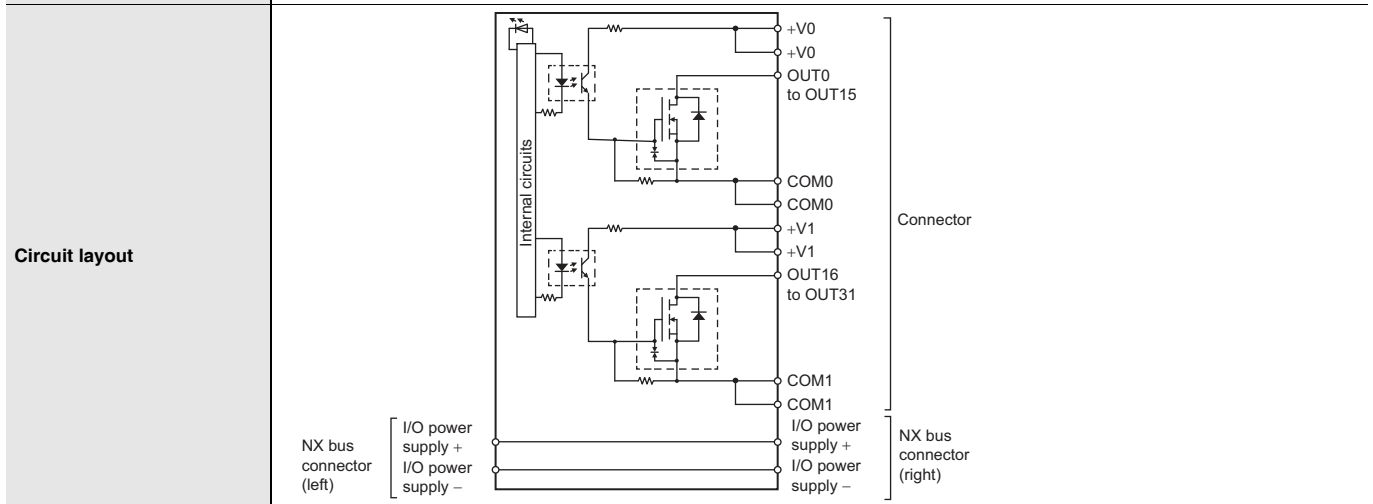 Circuit layout
Internal circuits
+V0
+V0
OUT0
to OUT15
COM0
COM0
+V1
+V1
OUT16
to OUT31
COM1
COM1
Connector
NX bus
connector
(left)
I/O power
supply +
I/O power
supply −
I/O power
supply +
I/O power
supply −
NX bus
connector
(right)